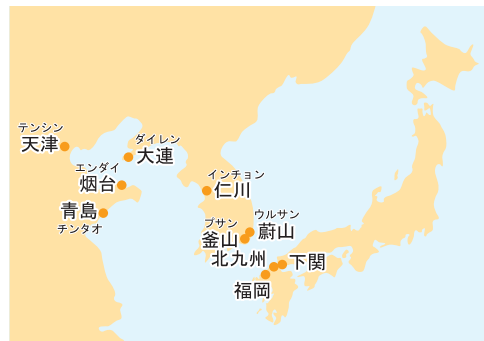 テンシン
天津
ダイレン
大連
エンダイ
烟台
青島
チンタオ
インチョン
仁川
ウルサン
蔚山
プサン
釜山
北九州
下関
福岡